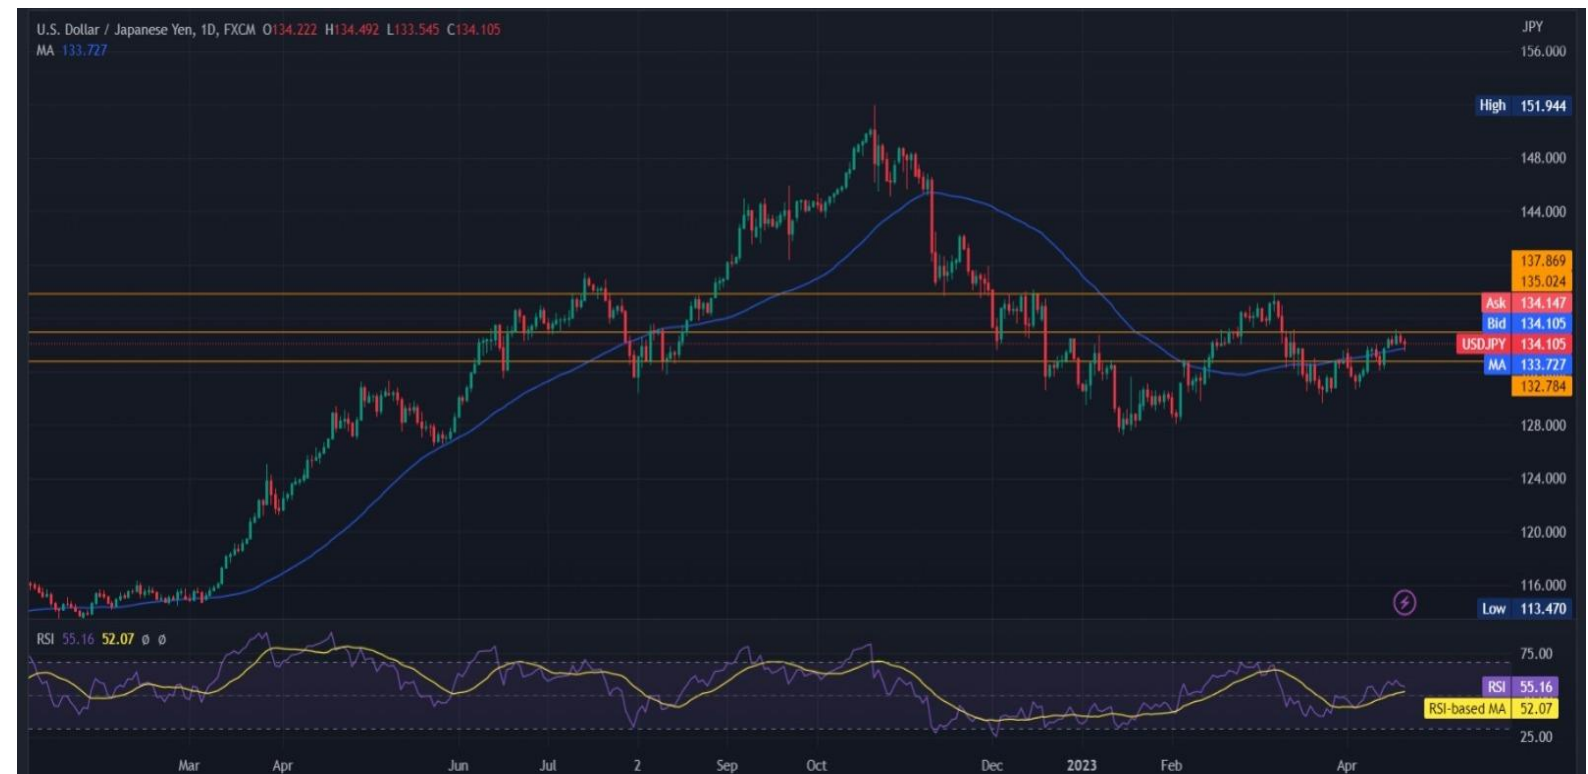 U.S. Dollar / Japanese Yen, 1D, FXCM O134.222 H134.492 L133.545 C134.105
MA 133.727
JPY
156.000
High 151.944
148.000
144.000
137.869
135.024
Ask 134.147
Bid 134.105
USDJPY 134.105
MA 133.727
132.784
128.000
124.000
120.000
116.000
Low 113.470
RSI 55.16 52.07 ø ø
75.00
RSI 55.16
RSI-based MA 52.07
25.00
Mar Apr Jun Jul 2 Sep Oct Dec 2023 Feb Apr